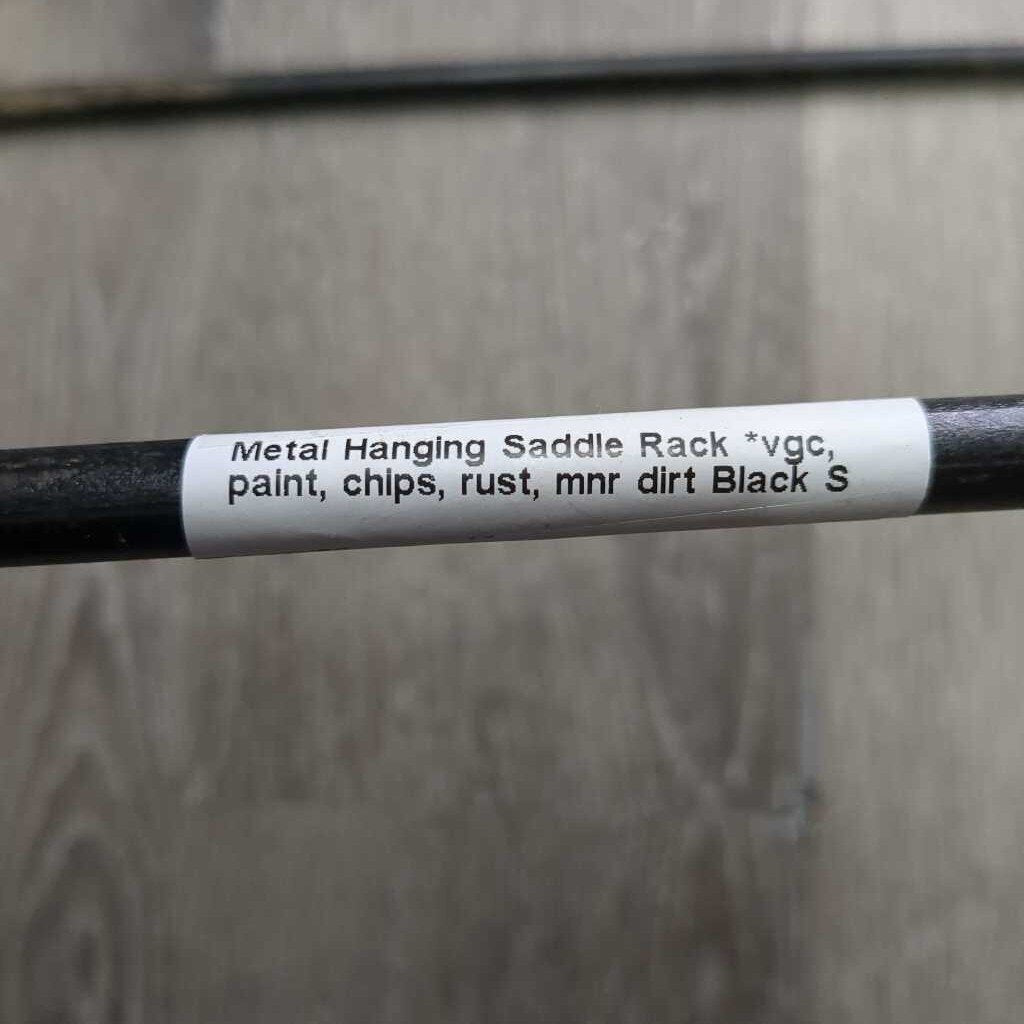 Metal Hanging Saddle Rack *vgc,
paint, chips, rust, mnr dirt Black S